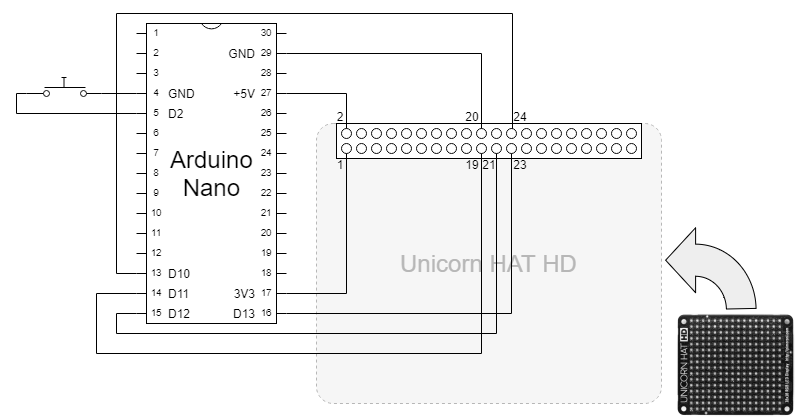 1 30
2 GND 29
3 28
4 GND +5V 27
5 D2 26
6 25
7 24
8 23
9 22
10 21
11 20
12 19
13 D10 18
14 D11 3V3 17
15 D12 D13 16
Arduino
Nano
2 20 24
1 19 21 23
Unicorn HAT HD
UNICORN HAT HD